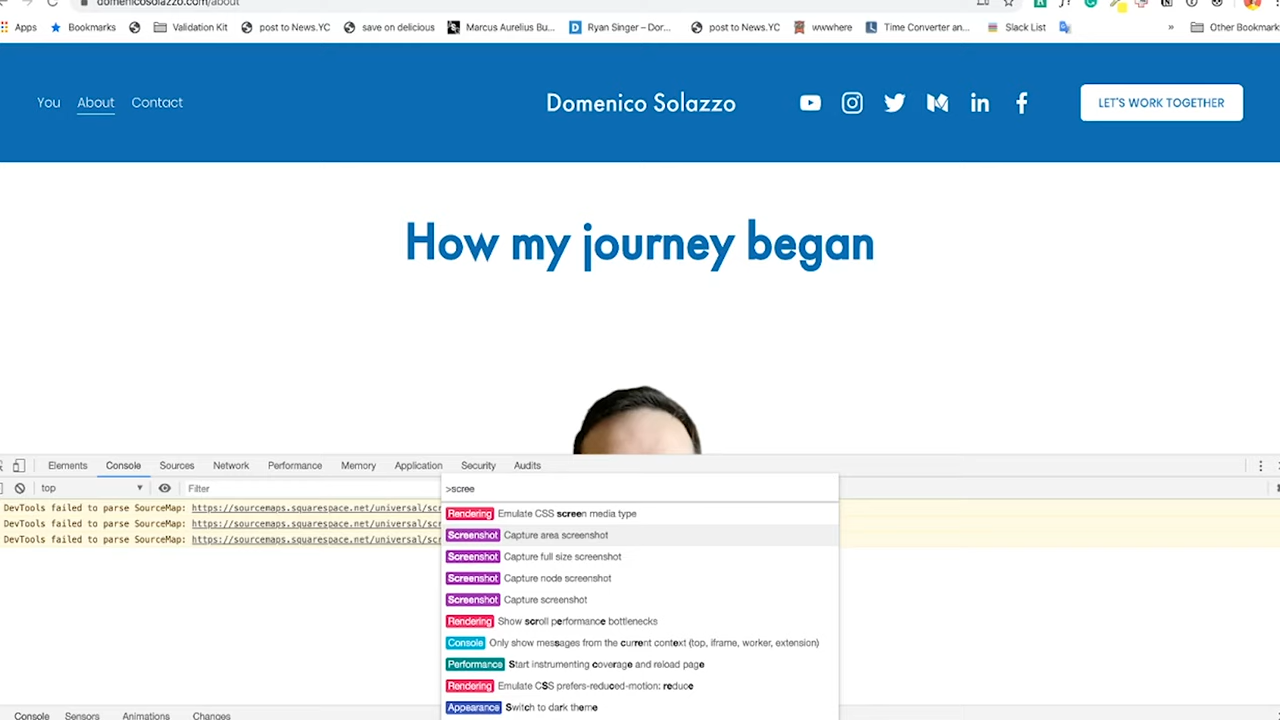 domenicosolazzo.com/about
Apps Bookmarks Validation Kit post to News.YC save on delicious Marcus Aurelius Bu... Ryan Singer – Dor... post to News.YC wwwhere Time Converter an... Slack List » Other Bookmark
You About Contact Domenico Solazzo LET'S WORK TOGETHER
How my journey began
Elements Console Sources Network Performance Memory Application Security Audits
top Filter
>scree
DevTools failed to parse SourceMap: https://sourcemaps.squarespace.net/universal/scr
DevTools failed to parse SourceMap: https://sourcemaps.squarespace.net/universal/scr
DevTools failed to parse SourceMap: https://sourcemaps.squarespace.net/universal/scr
Rendering Emulate CSS screen media type
Screenshot Capture area screenshot
Screenshot Capture full size screenshot
Screenshot Capture node screenshot
Screenshot Capture screenshot
Rendering Show scroll performance bottlenecks
Console Only show messages from the current context (top, iframe, worker, extension)
Performance Start instrumenting coverage and reload page
Rendering Emulate CSS prefers-reduced-motion: reduce
Appearance Switch to dark theme
Console Sensors Animations Changes